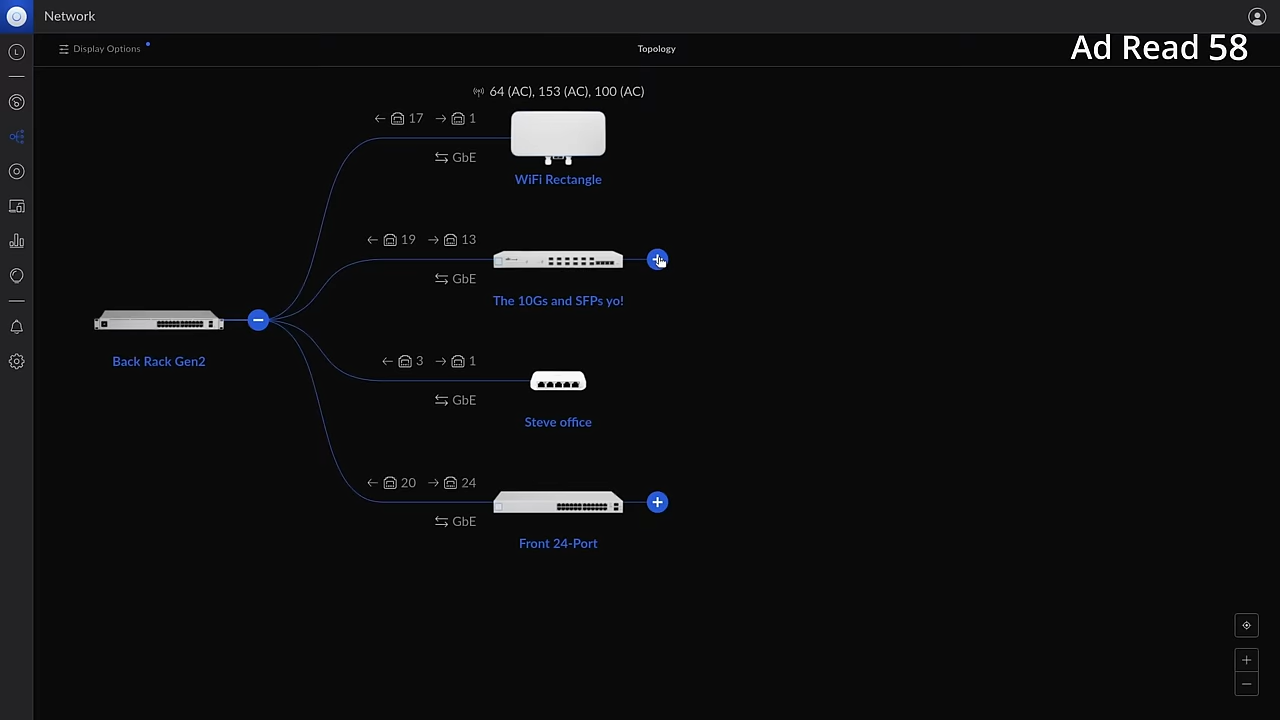 Network
Ad Read 58
Display Options
Topology
64 (AC), 153 (AC), 100 (AC)
← 17 → 1
GbE
WiFi Rectangle
← 19 → 13
GbE
The 10Gs and SFPs yo!
Back Rack Gen2
← 3 → 1
GbE
Steve office
← 20 → 24
GbE
Front 24-Port